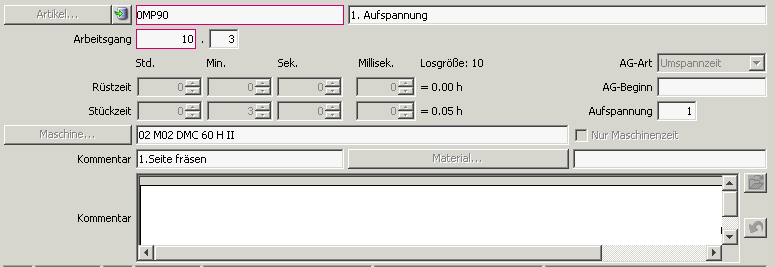 Artikel... 0MP90 1. Aufspannung
Arbeitsgang 10 . 3
Std. Min. Sek. Millisek. Losgröße: 10 AG-Art Umspannzeit
Rüstzeit 0 0 0 0 = 0.00 h AG-Beginn
Stückzeit 0 3 0 0 = 0.05 h Aufspannung 1
Maschine... 02 M02 DMC 60 H II Nur Maschinenzeit
Kommentar 1.Seite fräsen Material...
Kommentar